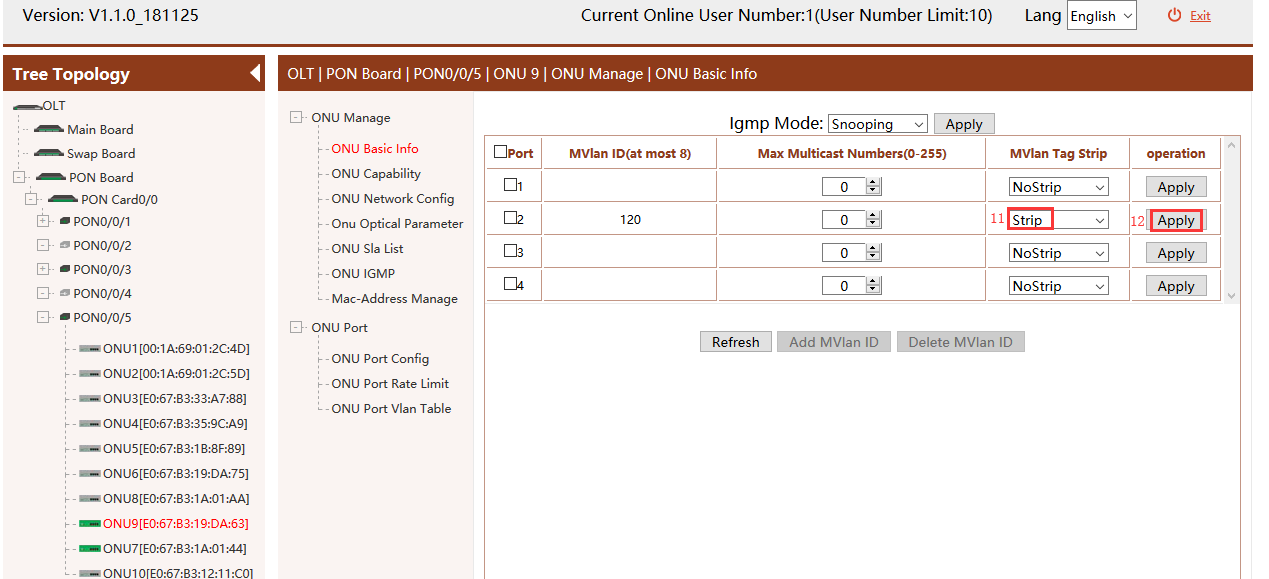 Version: V1.1.0_181125
Current Online User Number:1(User Number Limit:10)
Lang English
Exit
Tree Topology
OLT | PON Board | PON0/0/5 | ONU 9 | ONU Manage | ONU Basic Info
OLT
Main Board
Swap Board
PON Board
PON Card0/0
PON0/0/1
PON0/0/2
PON0/0/3
PON0/0/4
PON0/0/5
ONU1[00:1A:69:01:2C:4D]
ONU2[00:1A:69:01:2C:5D]
ONU3[E0:67:B3:33:A7:88]
ONU4[E0:67:B3:35:9C:A9]
ONU5[E0:67:B3:1B:8F:89]
ONU6[E0:67:B3:19:DA:75]
ONU8[E0:67:B3:1A:01:AA]
ONU9[E0:67:B3:19:DA:63]
ONU7[E0:67:B3:1A:01:44]
ONU10[E0:67:B3:12:11:C0]
ONU Manage
ONU Basic Info
ONU Capability
ONU Network Config
Onu Optical Parameter
ONU Sla List
ONU IGMP
Mac-Address Manage
ONU Port
ONU Port Config
ONU Port Rate Limit
ONU Port Vlan Table
Igmp Mode: Snooping Apply
Port MVlan ID(at most 8) Max Multicast Numbers(0-255) MVlan Tag Strip operation
1 0 NoStrip Apply
2 120 0 11 Strip 12 Apply
3 0 NoStrip Apply
4 0 NoStrip Apply
Refresh Add MVlan ID Delete MVlan ID